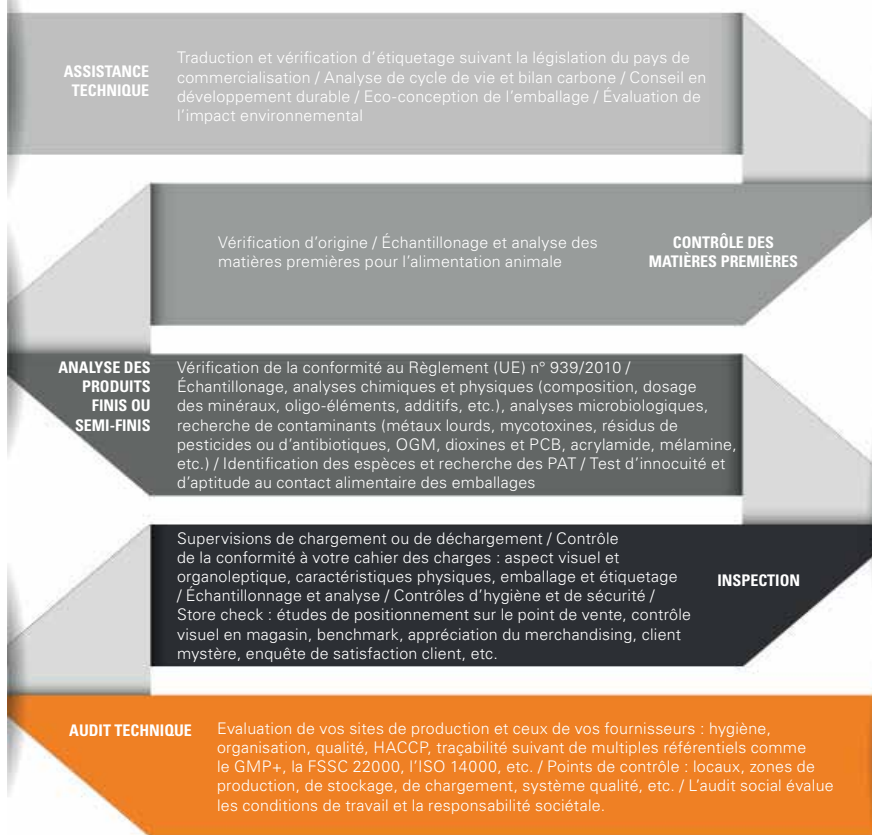 ASSISTANCE
TECHNIQUE
Traduction et vérification d'étiquetage suivant la législation du pays de
commercialisation / Analyse de cycle de vie et bilan carbone / Conseil en
développement durable / Eco-conception de l'emballage / Évaluation de
l'impact environnemental
Vérification d'origine / Échantillonage et analyse des
matières premières pour l'alimentation animale
CONTRÔLE DES
MATIÈRES PREMIÈRES
ANALYSE DES
PRODUITS
FINIS OU
SEMI-FINIS
Vérification de la conformité au Règlement (UE) n° 939/2010 /
Échantillonage, analyses chimiques et physiques (composition, dosage
des minéraux, oligo-éléments, additifs, etc.), analyses microbiologiques,
recherche de contaminants (métaux lourds, mycotoxines, résidus de
pesticides ou d'antibiotiques, OGM, dioxines et PCB, acrylamide, mélamine,
etc.) / Identification des espèces et recherche des PAT / Test d'innocuité et
d'aptitude au contact alimentaire des emballages
Supervisions de chargement ou de déchargement / Contrôle
de la conformité à votre cahier des charges : aspect visuel et
organoleptique, caractéristiques physiques, emballage et étiquetage
/ Échantillonnage et analyse / Contrôles d'hygiène et de sécurité /
Store check : études de positionnement sur le point de vente, contrôle
visuel en magasin, benchmark, appréciation du merchandising, client
mystère, enquête de satisfaction client, etc.
INSPECTION
AUDIT TECHNIQUE
Evaluation de vos sites de production et ceux de vos fournisseurs : hygiène,
organisation, qualité, HACCP, traçabilité suivant de multiples référentiels comme
le GMP+, la FSSC 22000, l'ISO 14000, etc. / Points de contrôle : locaux, zones de
production, de stockage, de chargement, système qualité, etc. / L'audit social évalue
les conditions de travail et la responsabilité sociétale.